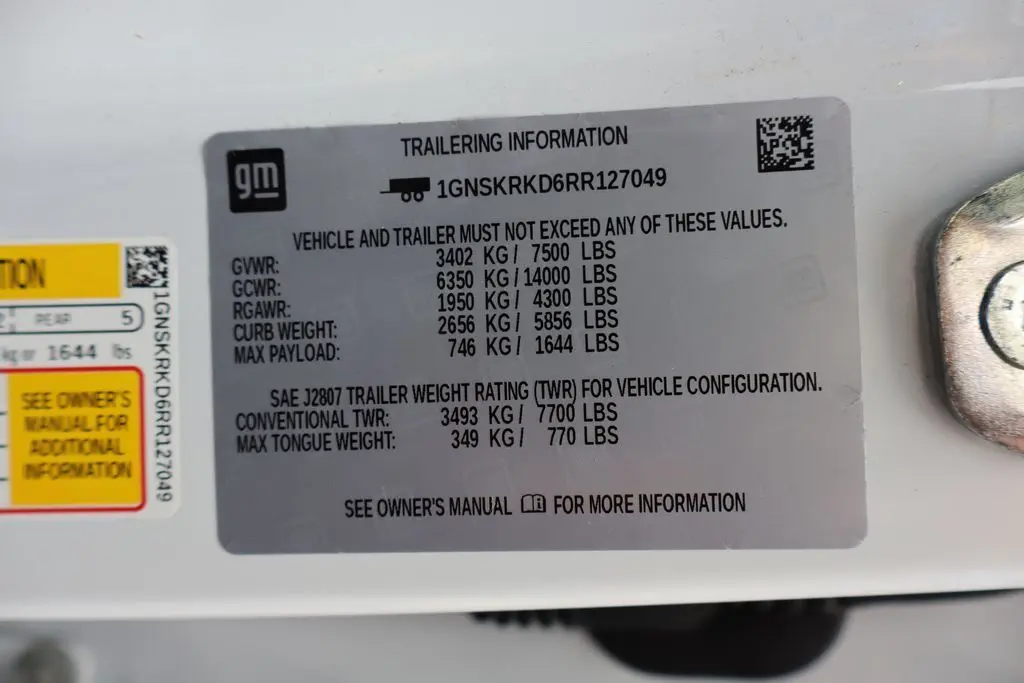 gm
TRAILERING INFORMATION
1GNSKRKD6RR127049
VEHICLE AND TRAILER MUST NOT EXCEED ANY OF THESE VALUES.
GVWR: 3402 KG / 7500 LBS
GCWR: 6350 KG / 14000 LBS
RGAWR: 1950 KG / 4300 LBS
CURB WEIGHT: 2656 KG / 5856 LBS
MAX PAYLOAD: 746 KG / 1644 LBS
SAE J2807 TRAILER WEIGHT RATING (TWR) FOR VEHICLE CONFIGURATION.
CONVENTIONAL TWR: 3493 KG / 7700 LBS
MAX TONGUE WEIGHT: 349 KG / 770 LBS
SEE OWNER'S MANUAL FOR MORE INFORMATION
TION
2 REAR 5
kg or 1644 lbs
SEE OWNER'S
MANUAL FOR
ADDITIONAL
INFORMATION
1GNSKRKD6RR127049